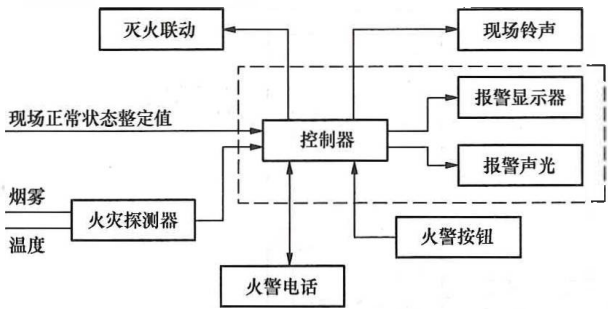 灭火联动
现场铃声
现场正常状态整定值
控制器
报警显示器
报警声光
烟雾
火灾探测器
温度
火警按钮
火警电话